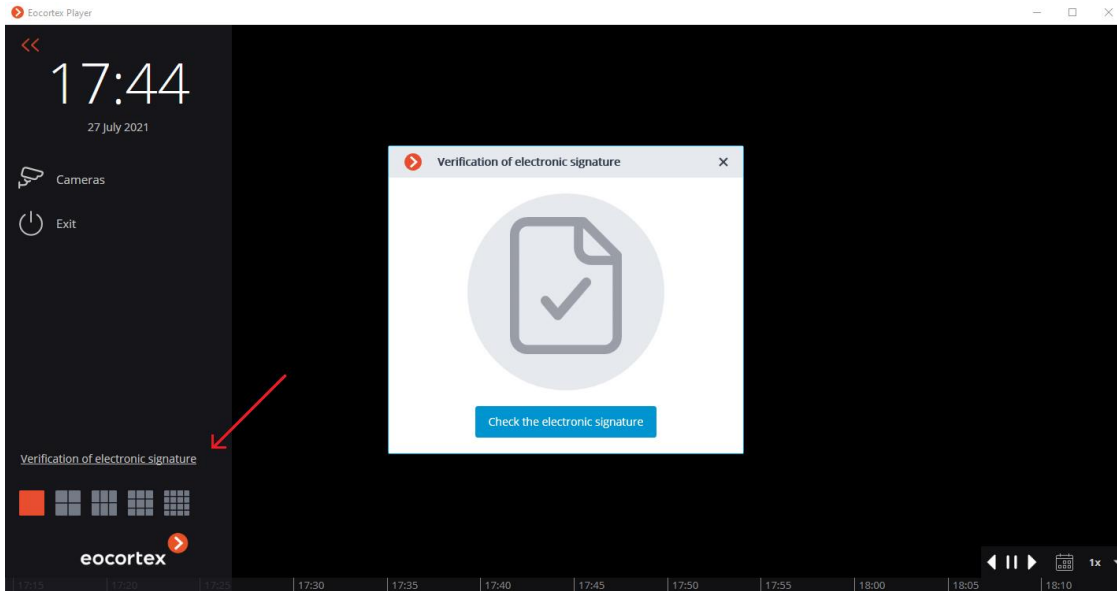 Eocortex Player
17:44
27 July 2021
Cameras
Exit
Verification of electronic signature
Check the electronic signature
Verification of electronic signature
eocortex
1x
17:15 17:20 17:25 17:30 17:35 17:40 17:45 17:50 17:55 18:00 18:05 18:10